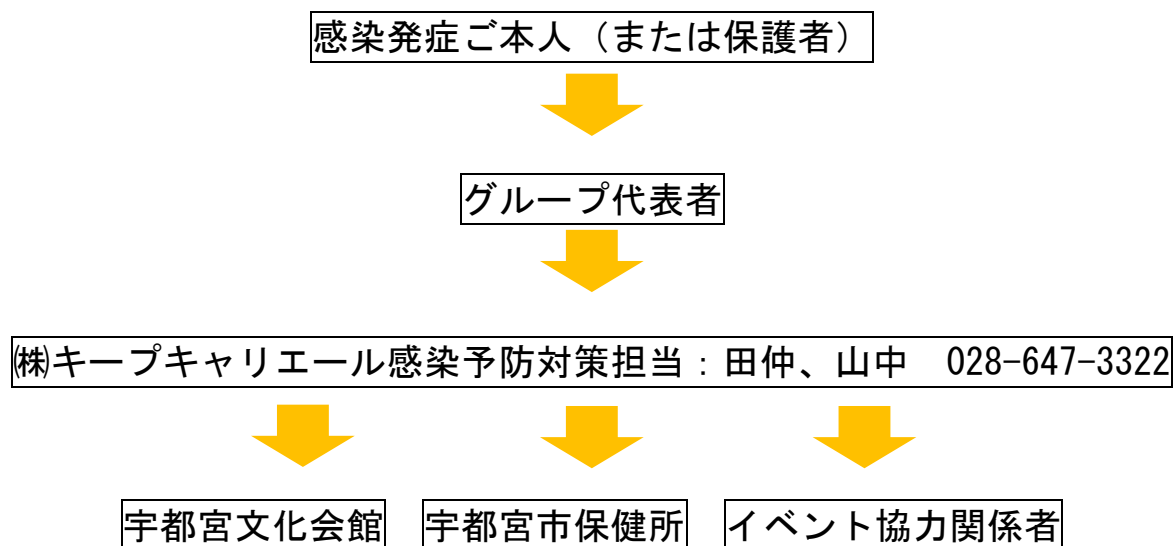 感染発症ご本人（または保護者）
グループ代表者
㈱キープキャリエール感染予防対策担当：田仲、山中　028-647-3322
宇都宮文化会館　宇都宮市保健所　イベント協力関係者